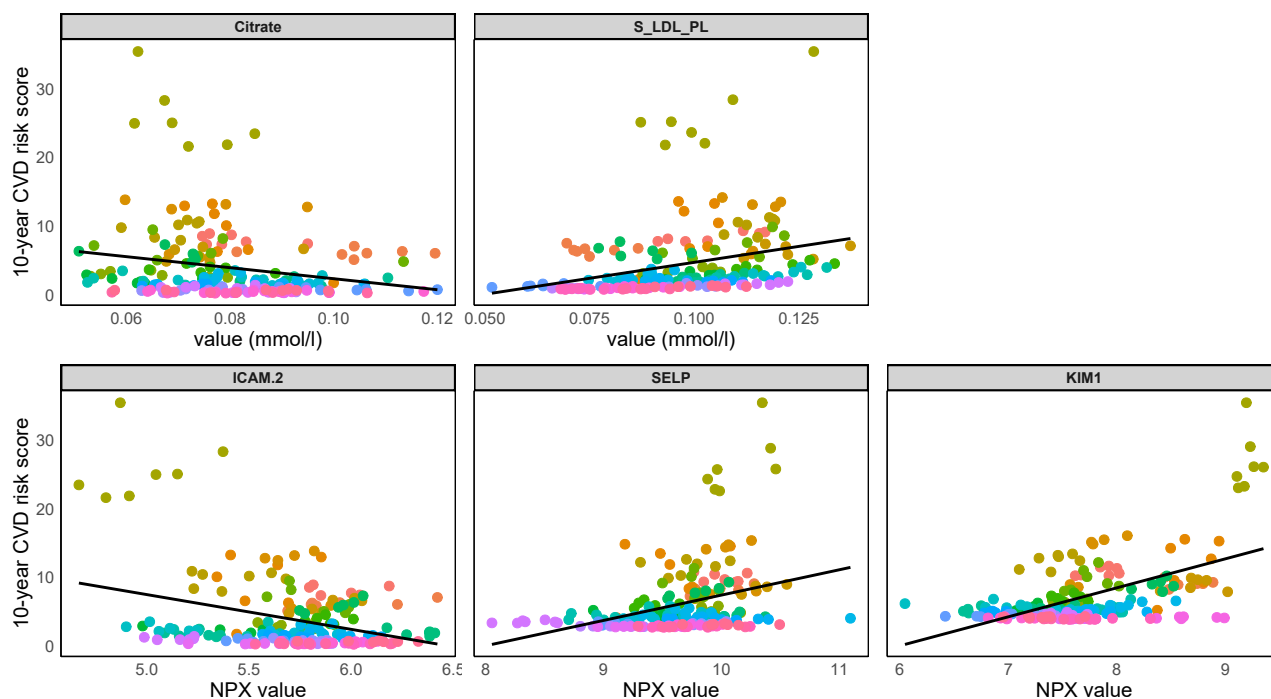 Citrate
S_LDL_PL
10-year CVD risk score
30
20
10
0
0.06
0.08
0.10
0.12
0.050
0.075
0.100
0.125
value (mmol/l)
value (mmol/l)
ICAM.2
SELP
KIM1
10-year CVD risk score
30
20
10
0
5.0
5.5
6.0
6.5
8
9
10
11
6
7
8
9
NPX value
NPX value
NPX value